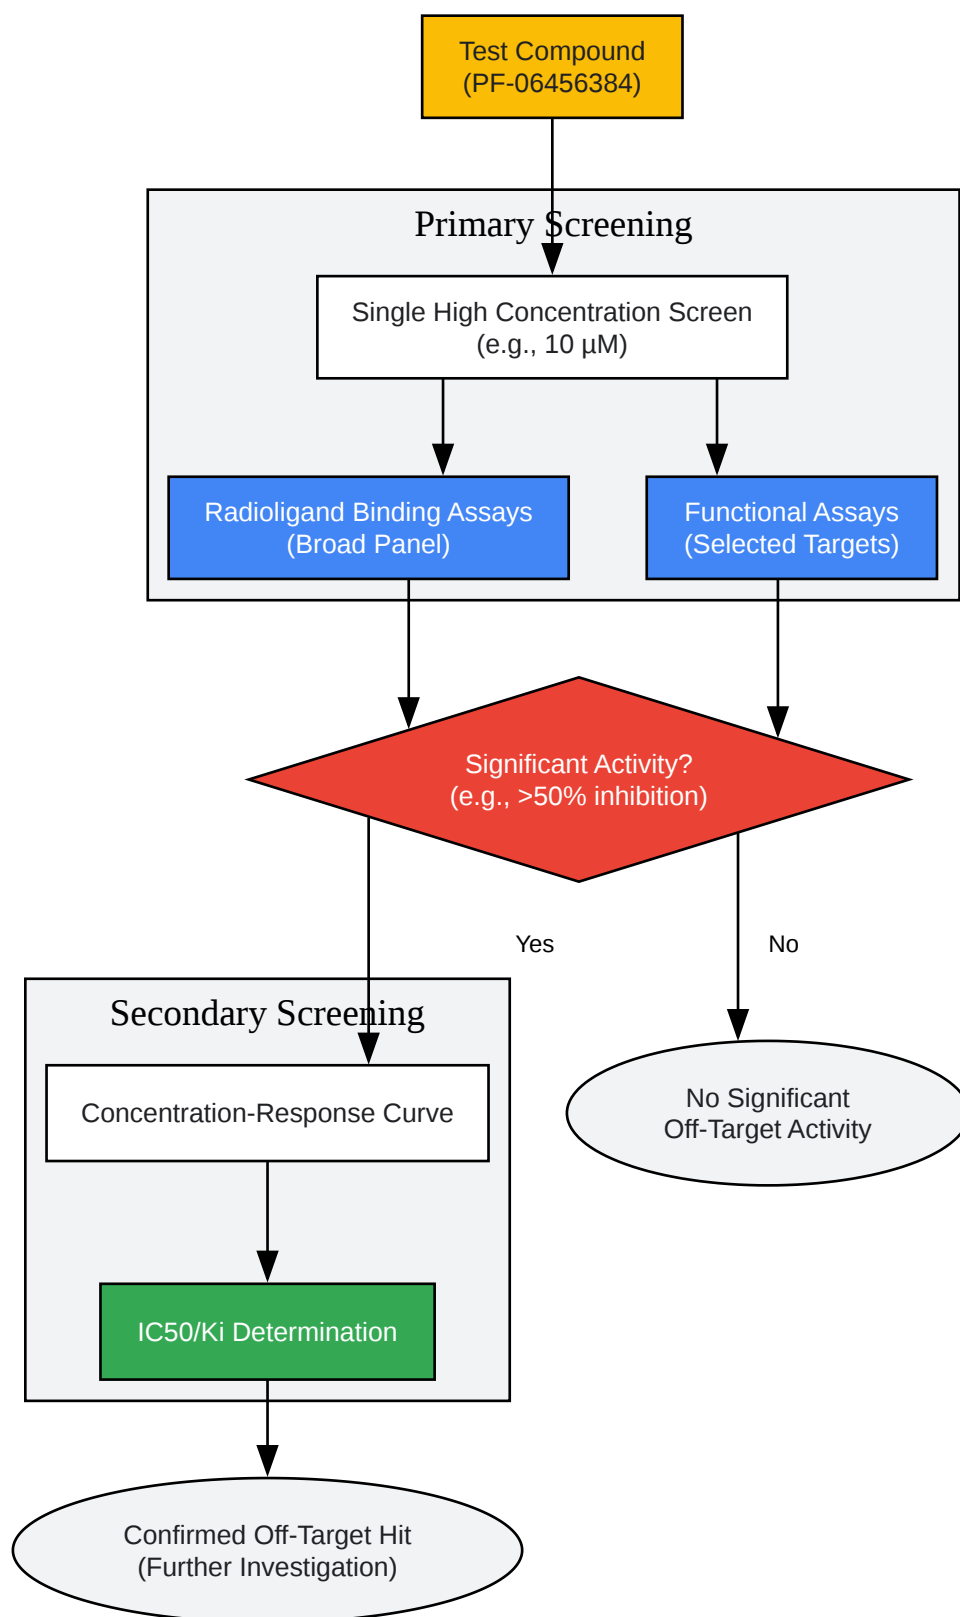 Test Compound
(PF-06456384)
Primary Screening
Single High Concentration Screen
(e.g., 10 µM)
Radioligand Binding Assays
(Broad Panel)
Functional Assays
(Selected Targets)
Significant Activity?
(e.g., >50% inhibition)
Yes
No
Secondary Screening
Concentration-Response Curve
No Significant
Off-Target Activity
IC50/Ki Determination
Confirmed Off-Target Hit
(Further Investigation)